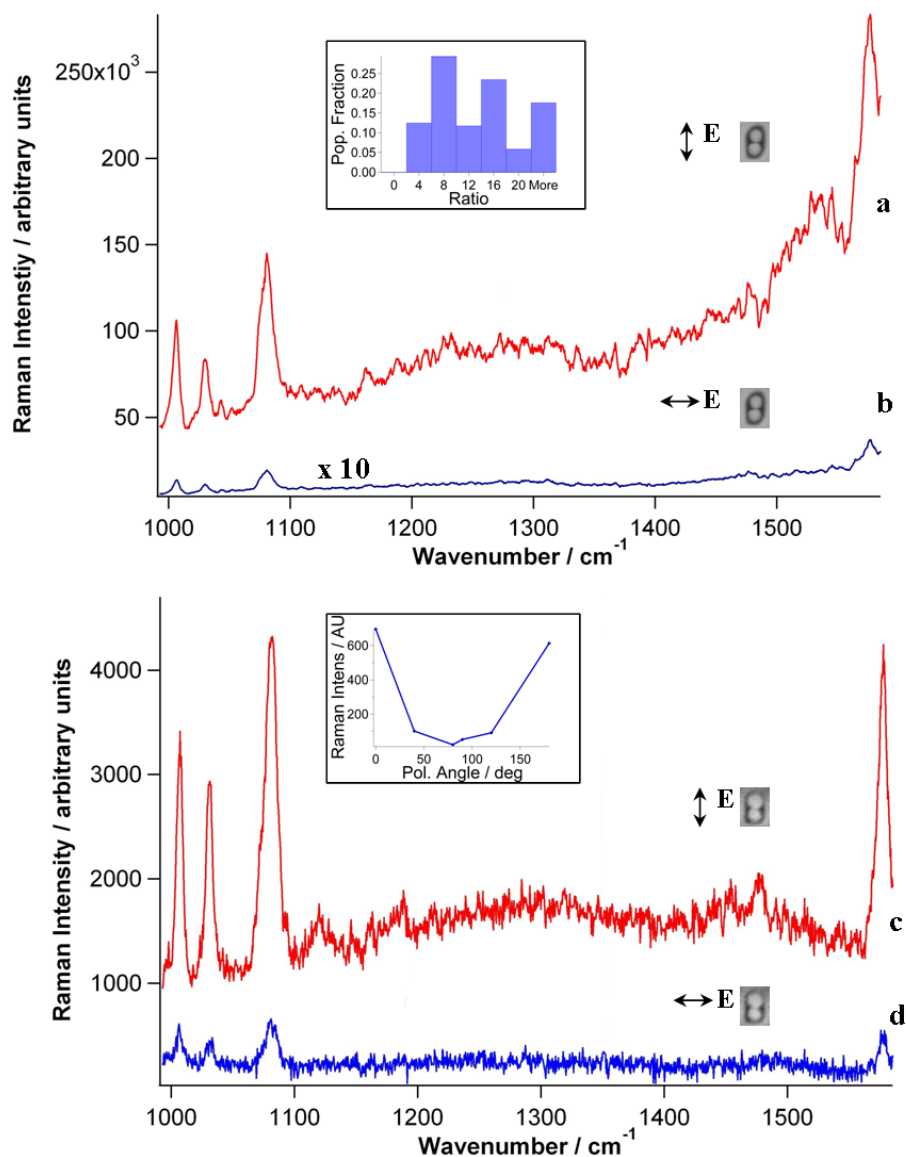 Raman Intenstiy / arbitrary units
250x10³
200
150
100
50
Pop. Fraction
0.25
0.20
0.15
0.10
0.05
0.00
0 4 8 12 16 20 More
Ratio
E
a
E
b
x 10
1000 1100 1200 1300 1400 1500
Wavenumber / cm⁻¹
Raman Intensity / arbitrary units
4000
3000
2000
1000
Raman Intens / AU
600
400
200
0 50 100 150
Pol. Angle / deg
E
c
E
d
1000 1100 1200 1300 1400 1500
Wavenumber / cm⁻¹